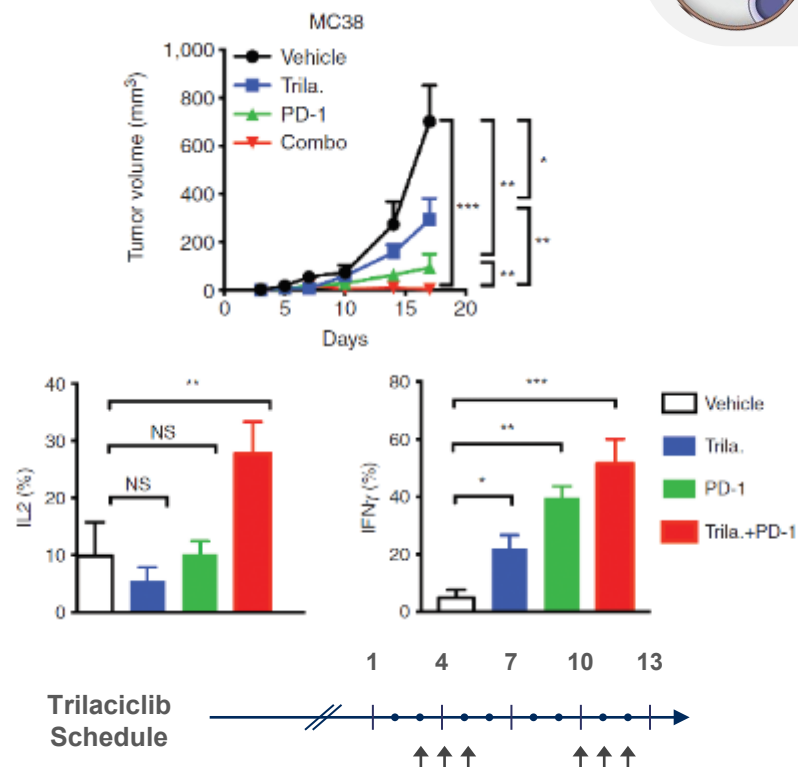 MC38
Tumor volume (mm³)
1,000
800
600
400
200
0
Vehicle
Trila.
PD-1
Combo
***
**
**
*
**
0 5 10 15 20
Days
IL2 (%)
40
30
20
10
0
**
NS
NS
IFNγ (%)
80
60
40
20
0
***
**
*
Vehicle
Trila.
PD-1
Trila.+PD-1
1 4 7 10 13
Trilaciclib
Schedule